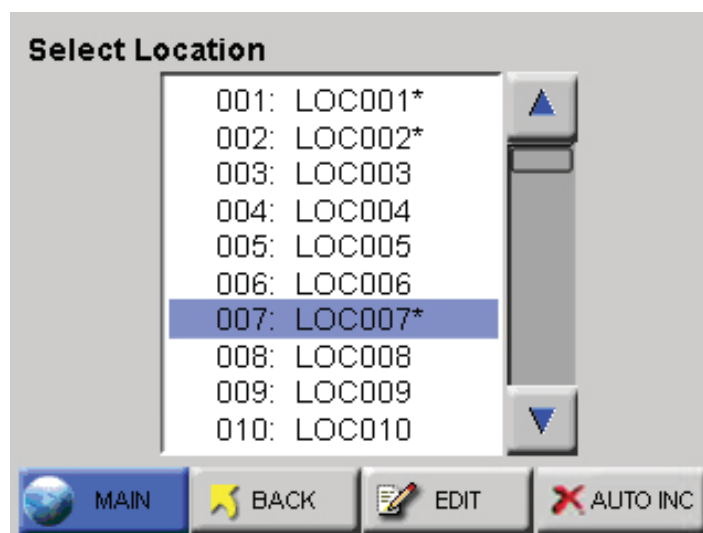 Select Location
001: LOC001*
002: LOC002*
003: LOC003
004: LOC004
005: LOC005
006: LOC006
007: LOC007*
008: LOC008
009: LOC009
010: LOC010
MAIN BACK EDIT AUTO INC